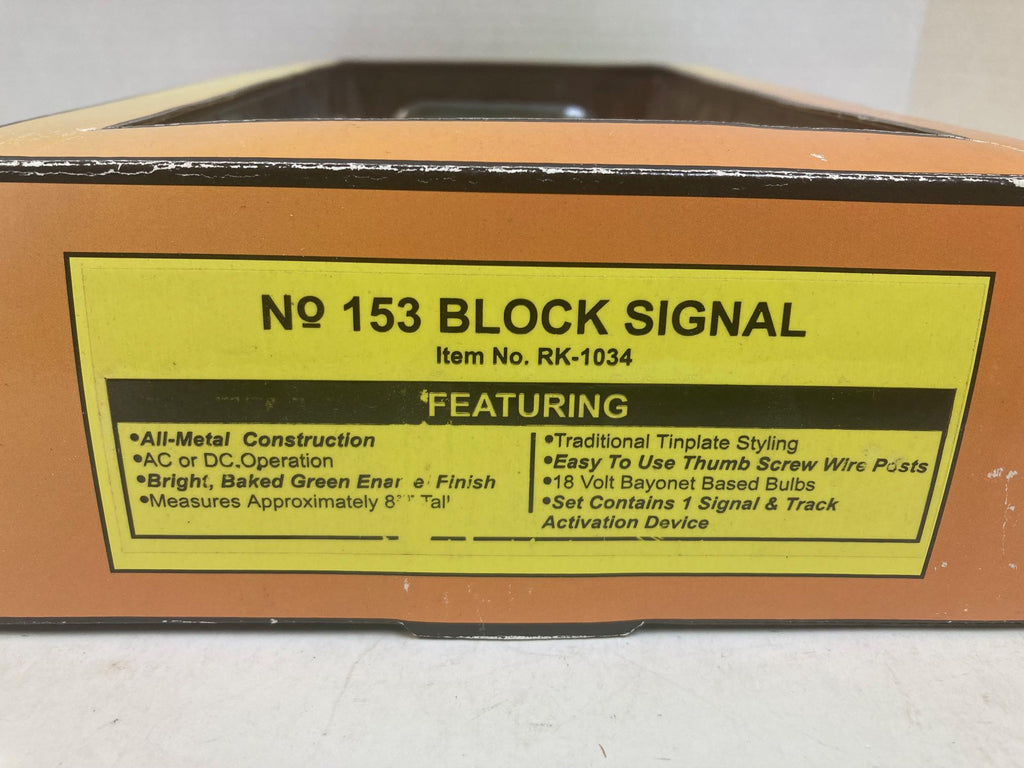 Nº 153 BLOCK SIGNAL
Item No. RK-1034
FEATURING
•All-Metal Construction
•AC or DC Operation
•Bright, Baked Green Finish
•Measures Approximately
•Traditional Tinplate Styling
•Easy To Use Thumb Screw Wire Posts
•18 Volt Bayonet Based Bulbs
•Set Contains 1 Signal & Track
Activation Device